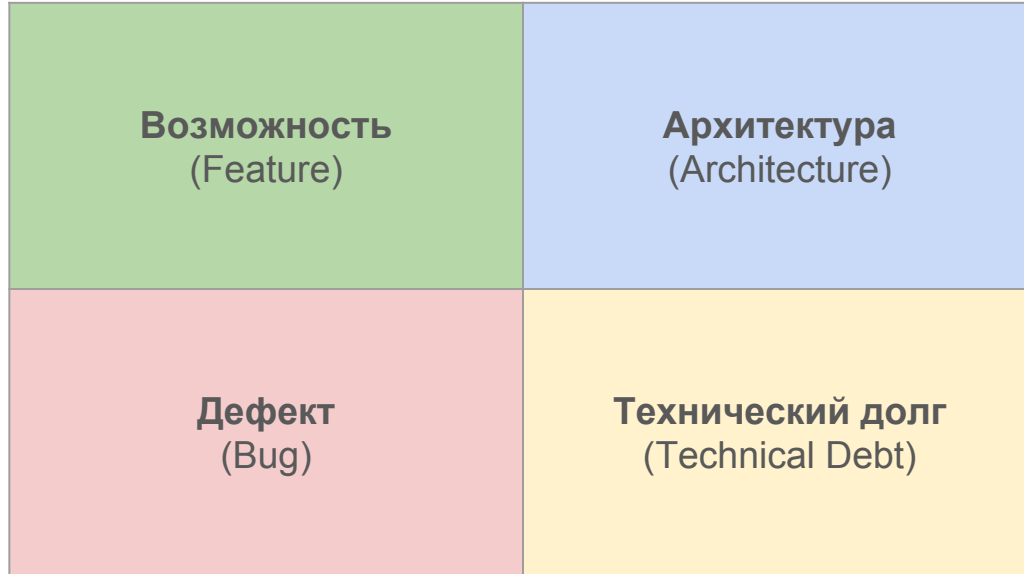 Возможность
(Feature)
Архитектура
(Architecture)
Дефект
(Bug)
Технический долг
(Technical Debt)